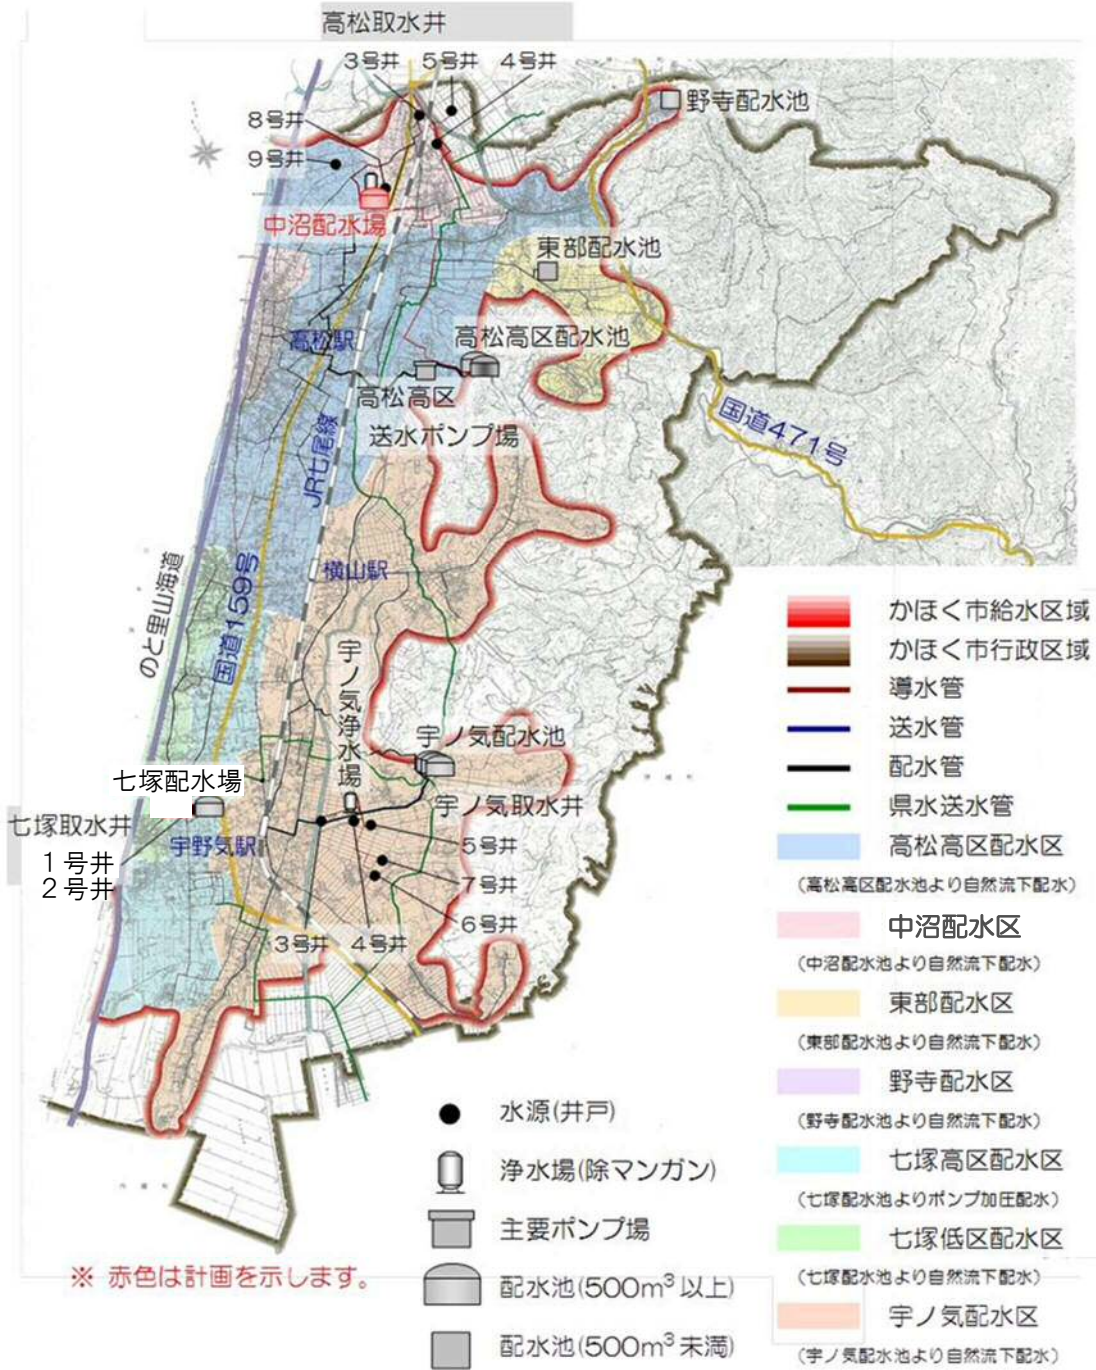 高松取水井
3号井 5号井 4号井
野寺配水池
8号井
9号井
中沼配水場
東部配水池
高松駅
高松高区配水池
高松高区
送水ポンプ場
国道471号
JR七尾線
のと里山海道
国道159号
横山駅
宇ノ気浄水場
宇ノ気配水池
七塚配水場
宇ノ気取水井
七塚取水井
宇野気駅
1号井
2号井
5号井
7号井
6号井
3号井 4号井
かほく市給水区域
かほく市行政区域
導水管
送水管
配水管
県水送水管
高松高区配水区
(高松高区配水池より自然流下配水)
中沼配水区
(中沼配水池より自然流下配水)
東部配水区
(東部配水池より自然流下配水)
野寺配水区
(野寺配水池より自然流下配水)
七塚高区配水区
(七塚配水池よりポンプ加圧配水)
七塚低区配水区
(七塚配水池より自然流下配水)
宇ノ気配水区
(宇ノ気配水池より自然流下配水)
水源(井戸)
浄水場(除マンガン)
主要ポンプ場
配水池(500m³以上)
配水池(500m³未満)
※ 赤色は計画を示します。